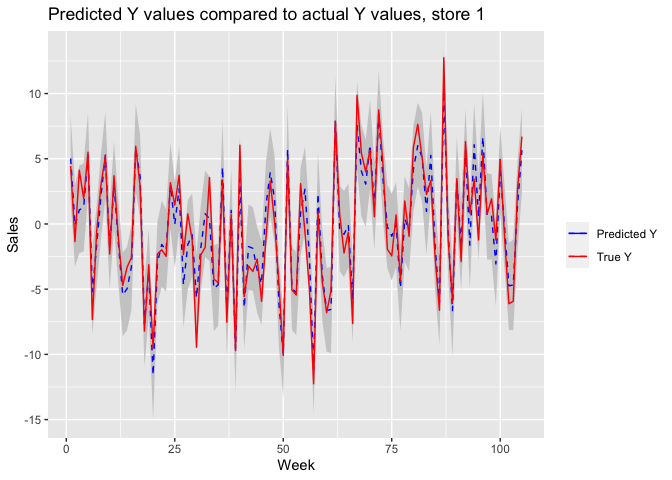 Predicted Y values compared to actual Y values, store 1
Sales
10
5
0
-5
-10
-15
0 25 50 75 100
Week
Predicted Y
True Y